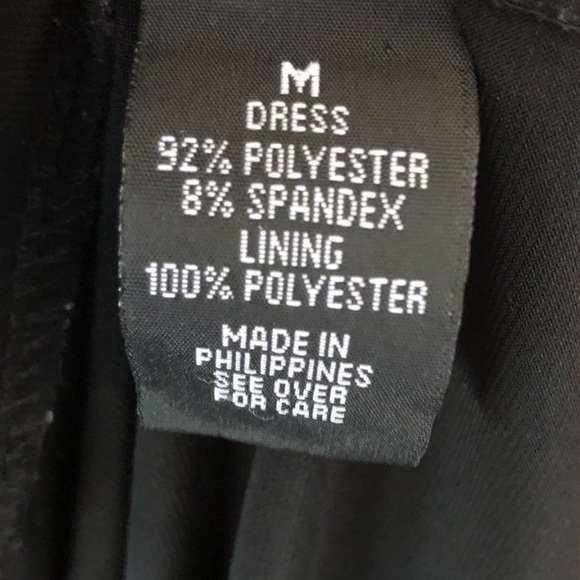 M
DRESS
92% POLYESTER
8% SPANDEX
LINING
100% POLYESTER
MADE IN
PHILIPPINES
SEE OVER
FOR CARE